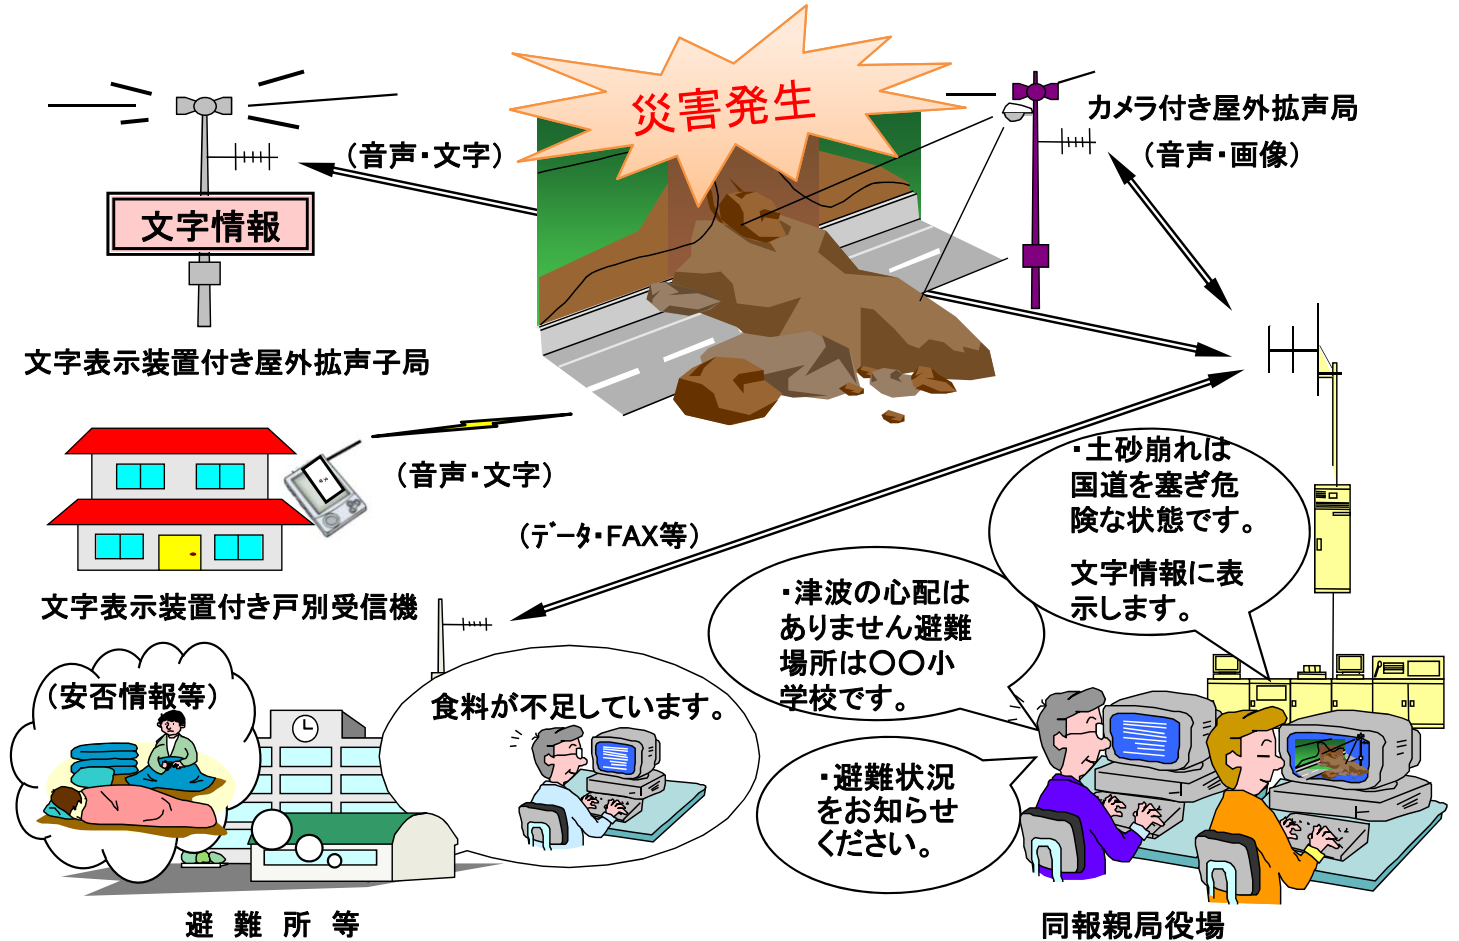 災害発生
カメラ付き屋外拡声局
（音声・画像）
（音声・文字）
文字情報
文字表示装置付き屋外拡声子局
（音声・文字）
（ﾃﾞｰﾀ・FAX等）
文字表示装置付き戸別受信機
・土砂崩れは
国道を塞ぎ危
険な状態です。
文字情報に表
示します。
・津波の心配は
ありません避難
場所は〇〇小
学校です。
（安否情報等）
食料が不足しています。
・避難状況
をお知らせ
ください。
避難所等
同報親局役場